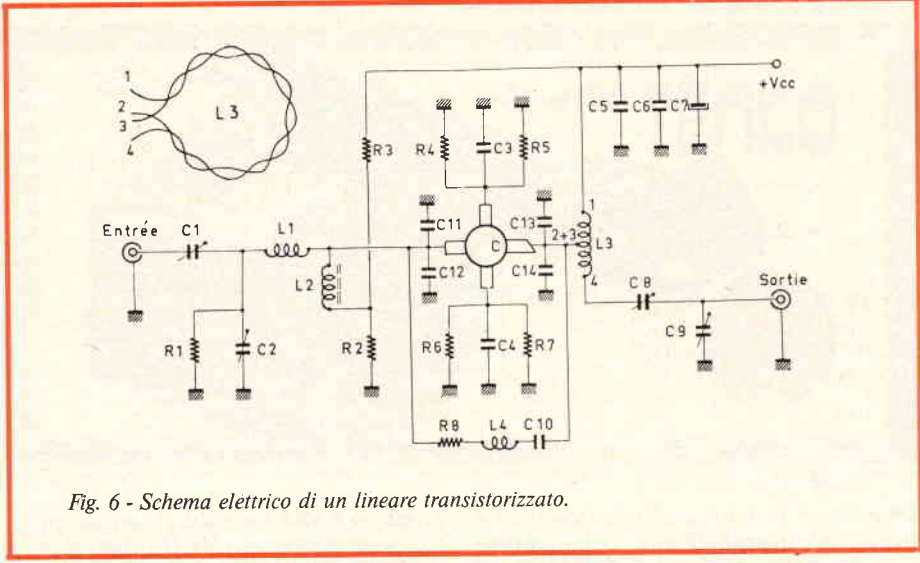 1
2
3
4
L3
+Vcc
C5
C6
C7
R3
R4
C3
R5
Entrée
C1
L1
C11
C12
C
C13
C14
1
2+3
L3
4
L2
R1
C2
R2
R6
C4
R7
C8
Sortie
C9
R8
L4
C10
Fig. 6 - Schema elettrico di un lineare transistorizzato.